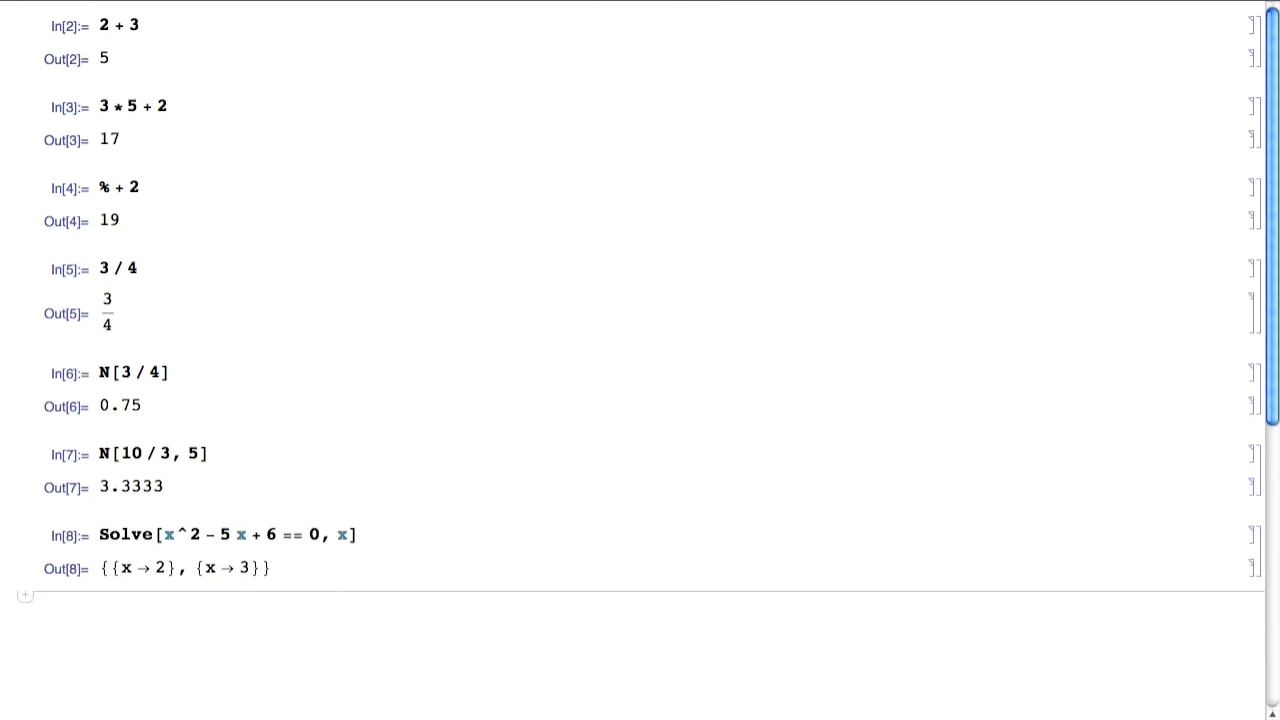 In[2]:= 2 + 3
Out[2]= 5
In[3]:= 3 * 5 + 2
Out[3]= 17
In[4]:= % + 2
Out[4]= 19
In[5]:= 3 / 4
3
Out[5]= —
4
In[6]:= N[3 / 4]
Out[6]= 0.75
In[7]:= N[10 / 3, 5]
Out[7]= 3.3333
In[8]:= Solve[x^2 - 5 x + 6 == 0, x]
Out[8]= {{x → 2}, {x → 3}}